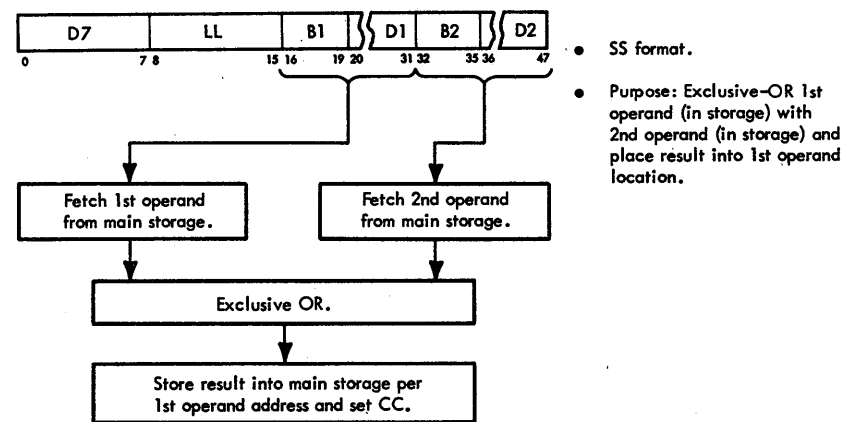 D7 LL B1 D1 B2 D2
0 7 8 15 16 19 20 31 32 35 36 47
• SS format.
• Purpose: Exclusive-OR 1st
operand (in storage) with
2nd operand (in storage) and
place result into 1st operand
location.
Fetch 1st operand
from main storage.
Fetch 2nd operand
from main storage.
Exclusive OR.
Store result into main storage per
1st operand address and set CC.